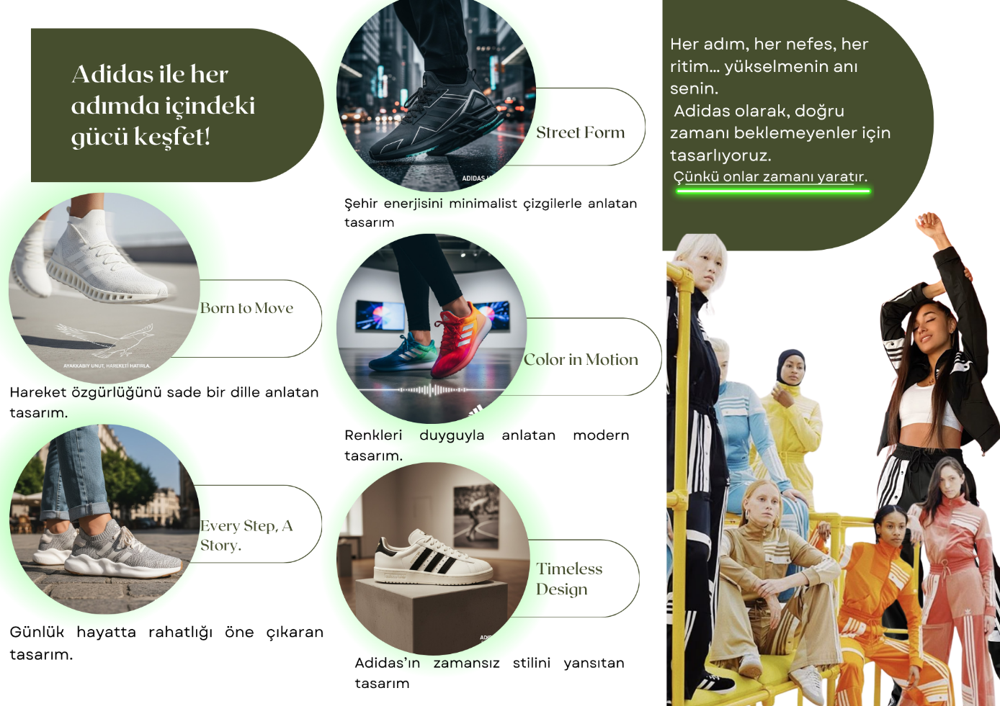 Adidas ile her
adımda içindeki
gücü keşfet!
AYAKKABIY UNUT, HAREKETİ HATIRLA.
Born to Move
Hareket özgürlüğünü sade bir dille anlatan
tasarım.
Every Step, A
Story.
Günlük hayatta rahatlığı öne çıkaran
tasarım.
ADIDAS
Street Form
Şehir enerjisini minimalist çizgilerle anlatan
tasarım
Color in Motion
Renkleri duyguyla anlatan modern
tasarım.
Timeless
Design
Adidas’ın zamansız stilini yansıtan
tasarım
Her adım, her nefes, her
ritim... yükselmenin anı
senin.
Adidas olarak, doğru
zamanı beklemeyenler için
tasarlıyoruz.
Çünkü onlar zamanı yaratır.